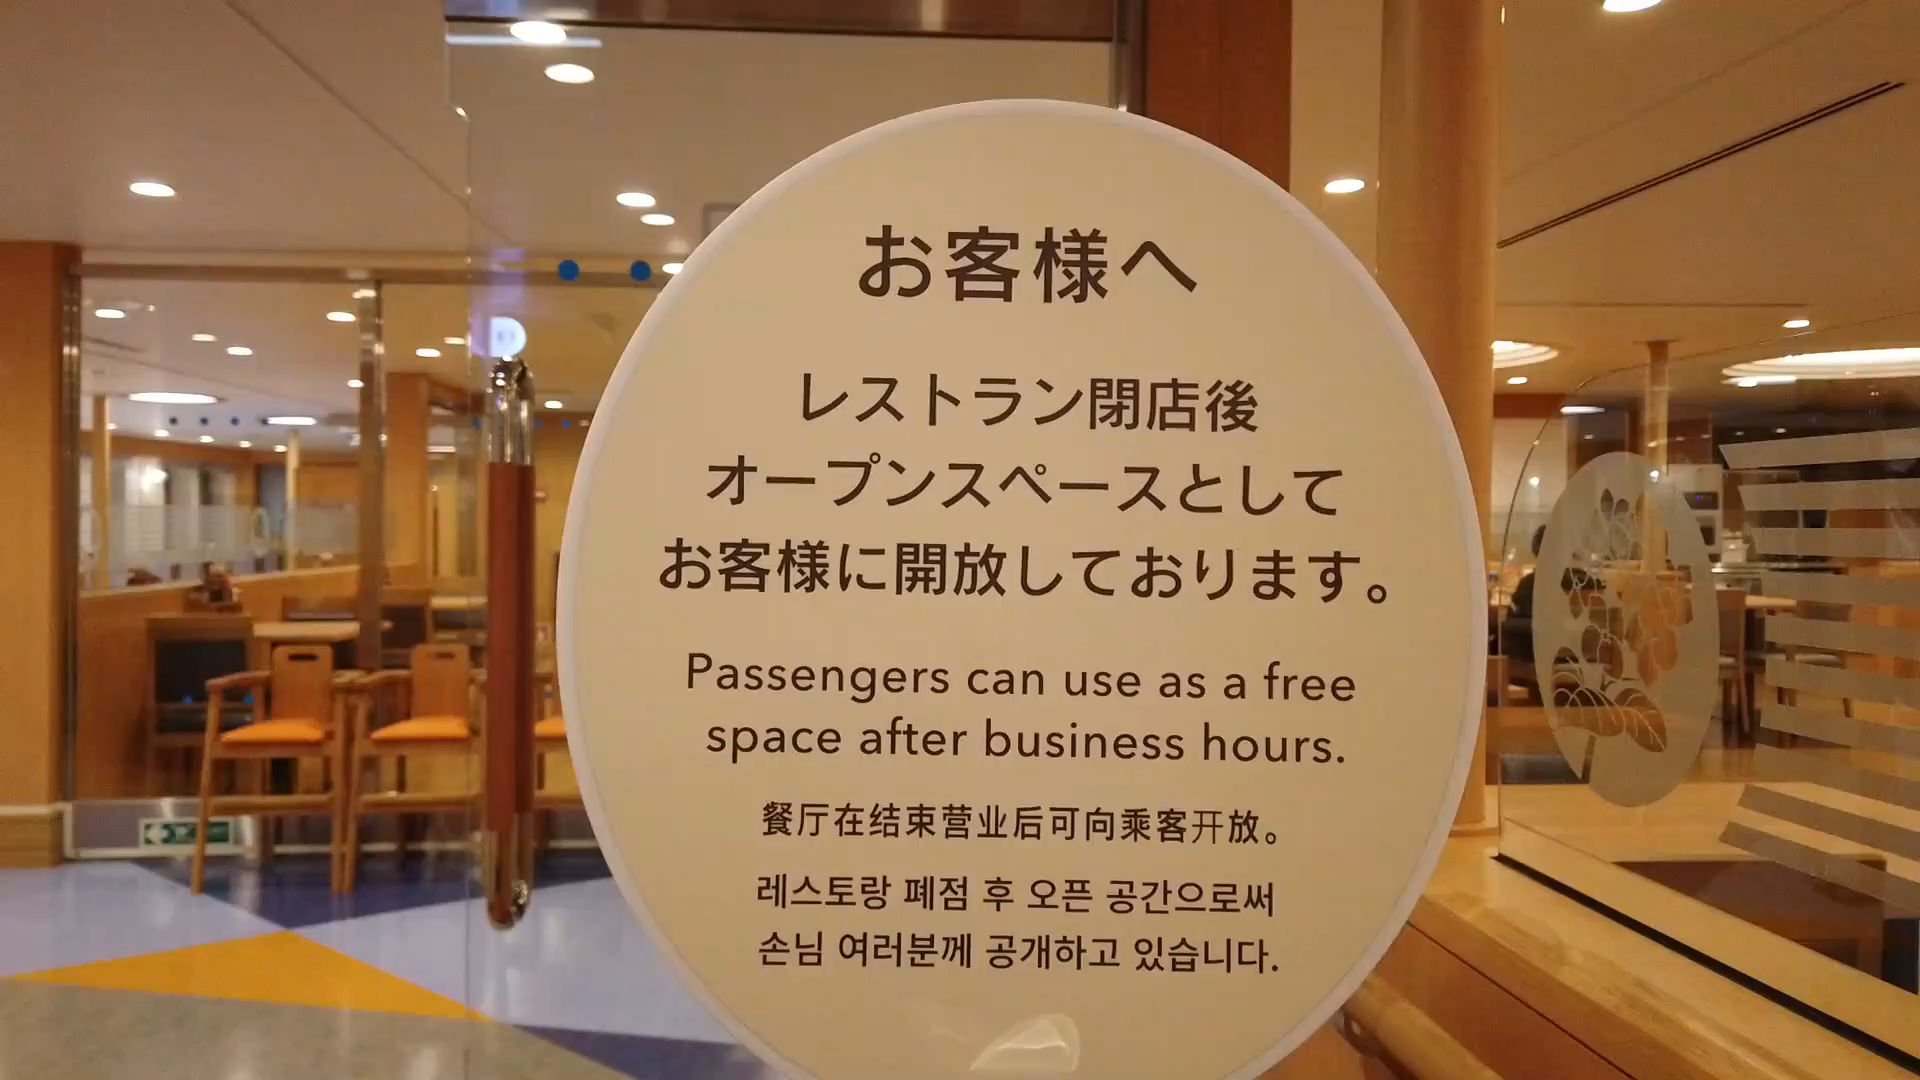 お客様へ
レストラン閉店後
オープンスペースとして
お客様に開放しております。
Passengers can use as a free
space after business hours.
餐厅在结束营业后可向乘客开放。
레스토랑 폐점 후 오픈 공간으로써
손님 여러분께 공개하고 있습니다.